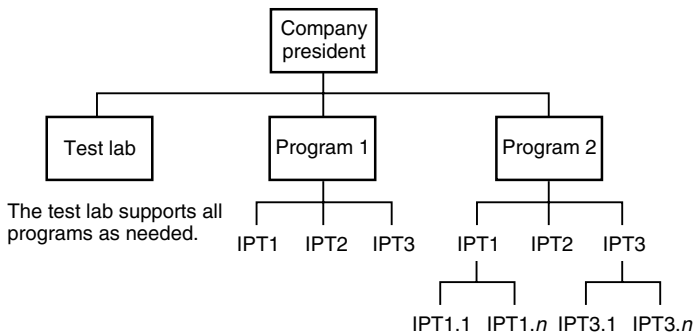 Company
president
Test lab
Program 1
Program 2
The test lab supports all
programs as needed.
IPT1
IPT2
IPT3
IPT1
IPT2
IPT3
IPT1.1
IPT1.n
IPT3.1
IPT3.n